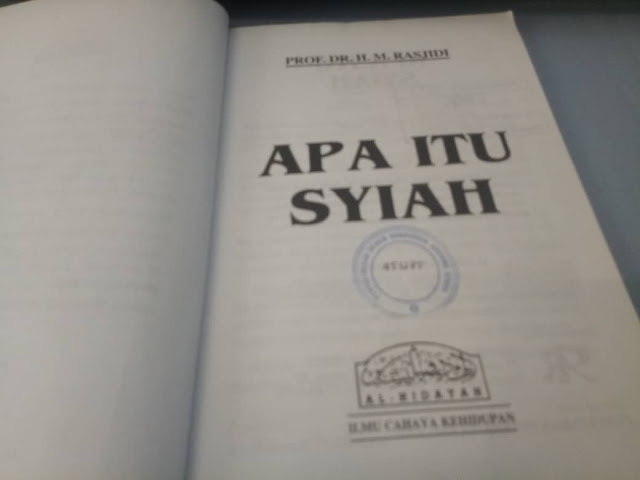 PROF. DR. H. M. RASJIDI
APA ITU
SYIAH
AL-HIDAYAH
ILMU CAHAYA KEHIDUPAN